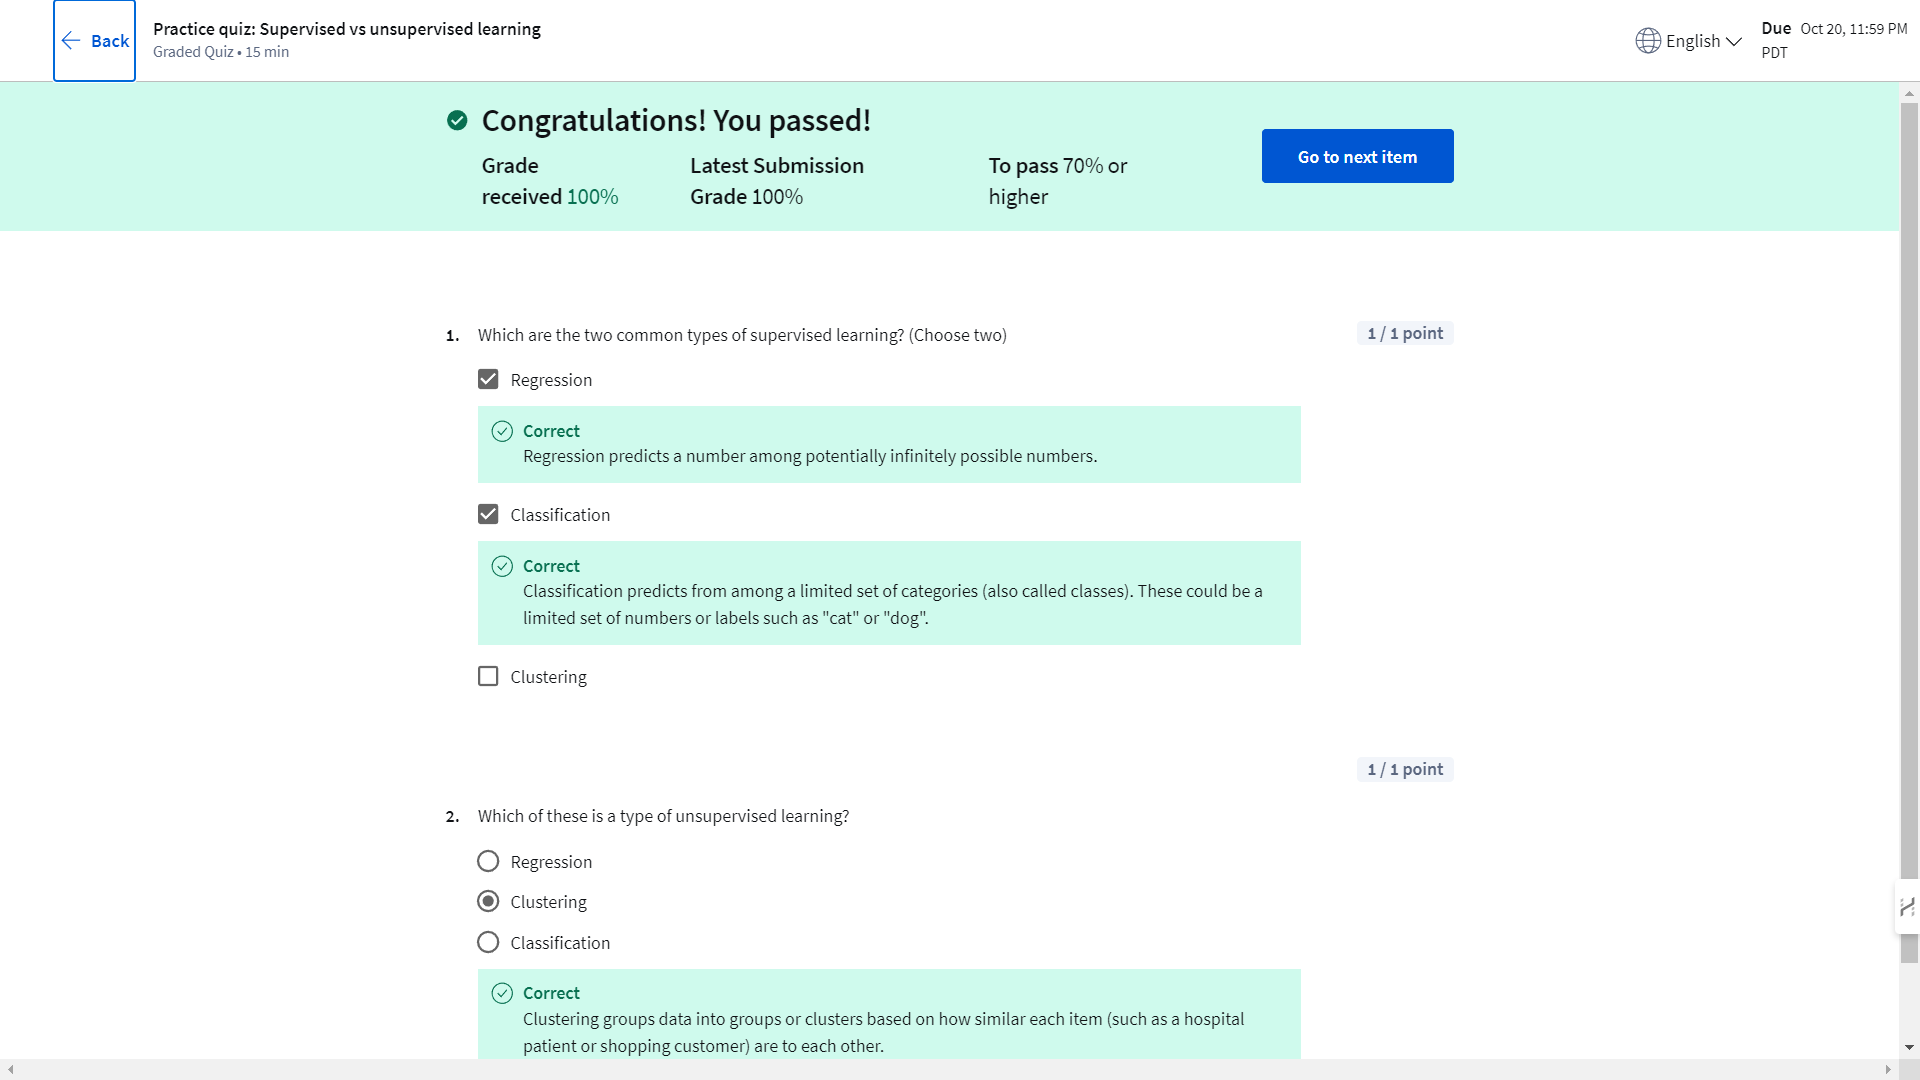 Back
Practice quiz: Supervised vs unsupervised learning
Graded Quiz • 15 min
English
Due Oct 20, 11:59 PM
PDT
Congratulations! You passed!
Grade
received 100%
Latest Submission
Grade 100%
To pass 70% or
higher
Go to next item
1. Which are the two common types of supervised learning? (Choose two)
1 / 1 point
Regression
Correct
Regression predicts a number among potentially infinitely possible numbers.
Classification
Correct
Classification predicts from among a limited set of categories (also called classes). These could be a
limited set of numbers or labels such as "cat" or "dog".
Clustering
1 / 1 point
2. Which of these is a type of unsupervised learning?
Regression
Clustering
Classification
Correct
Clustering groups data into groups or clusters based on how similar each item (such as a hospital
patient or shopping customer) are to each other.